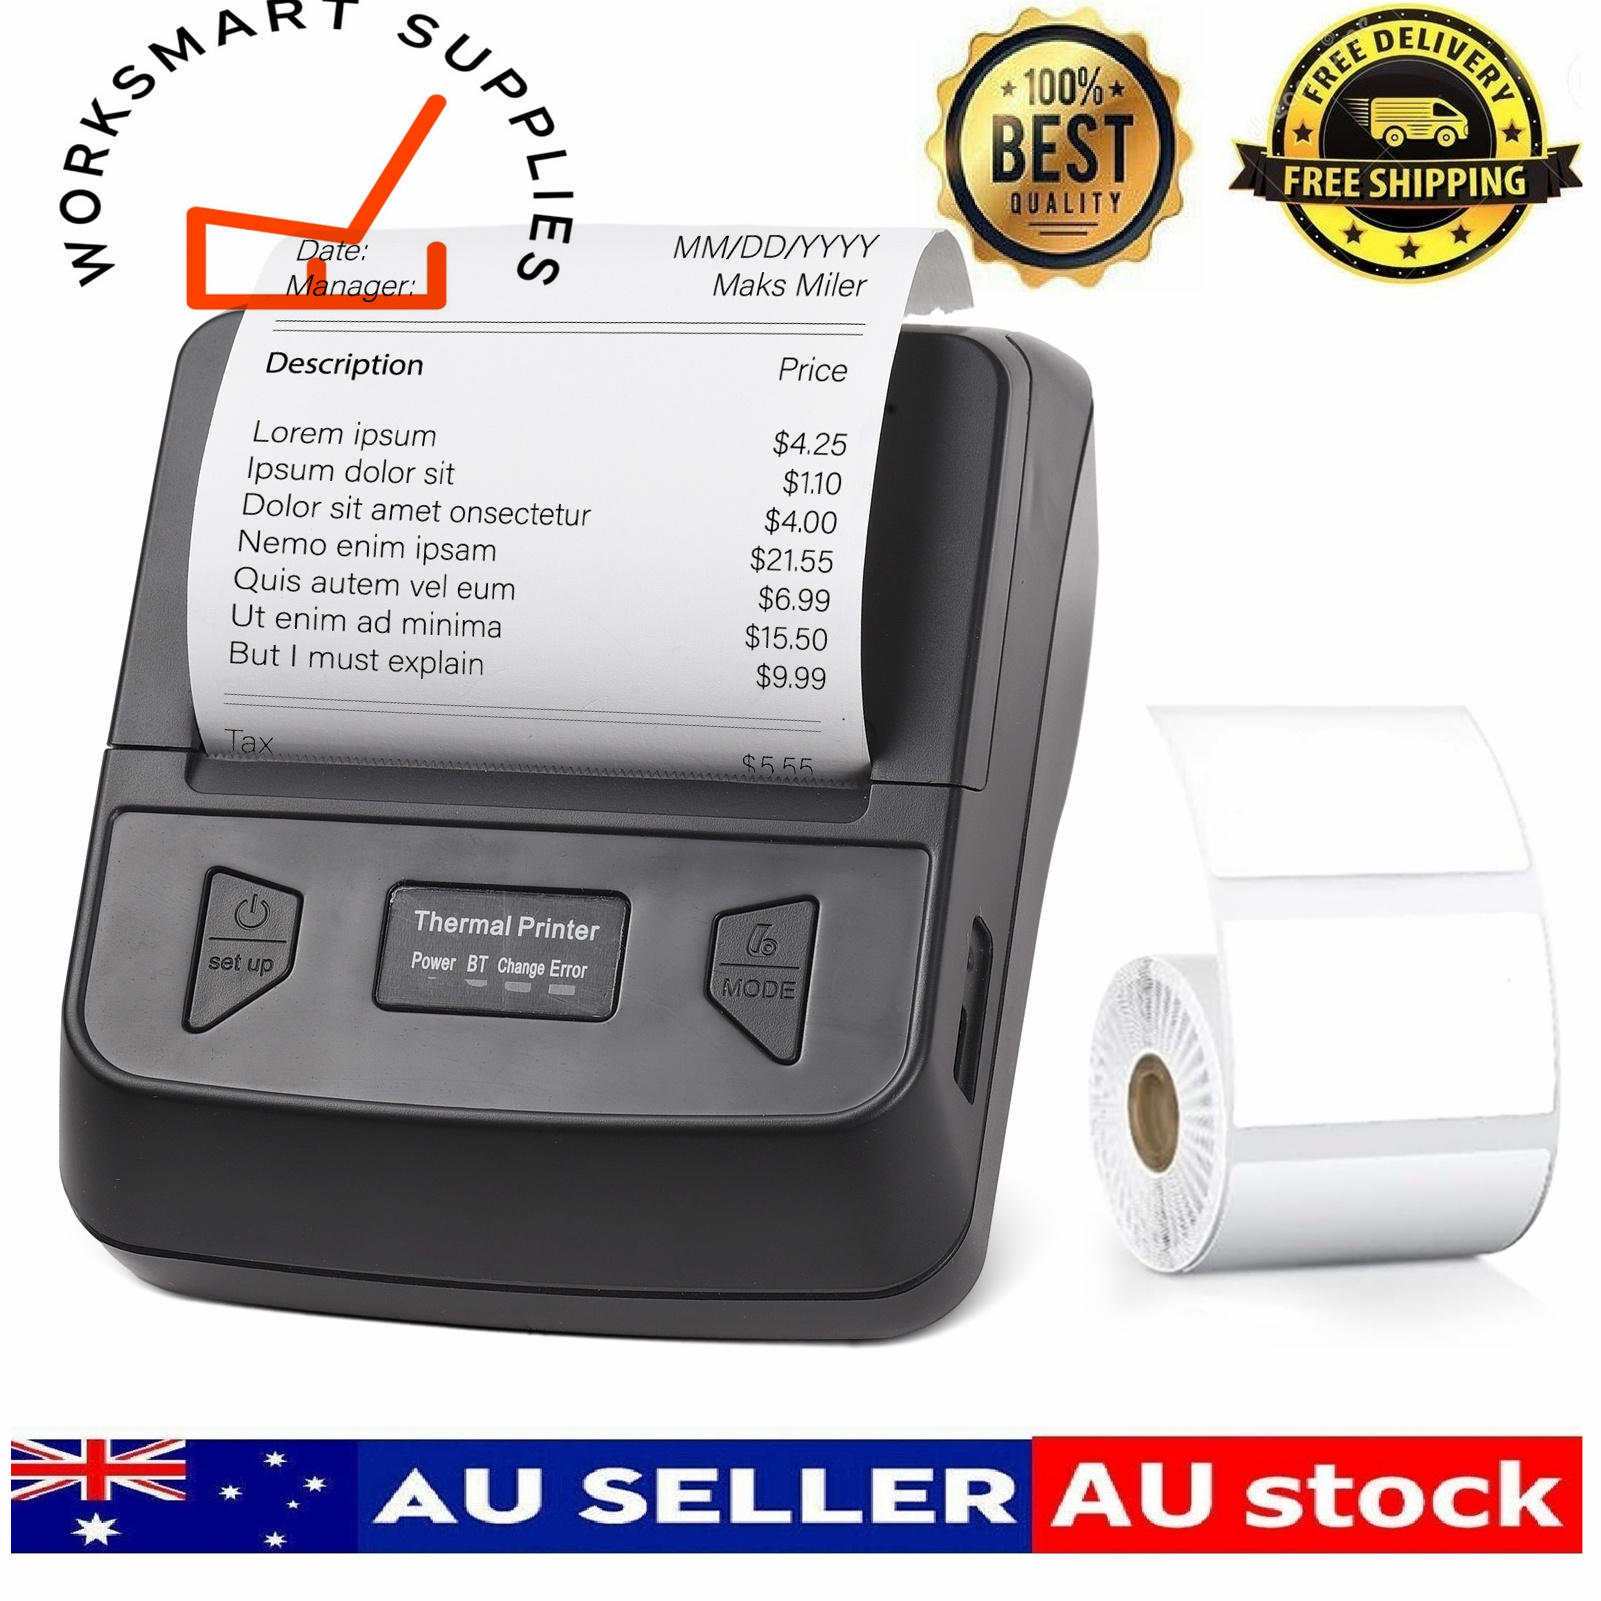 WORKSMART SUPPLIES
100%
BEST
QUALITY
FREE DELIVERY
FREE SHIPPING
Date: MM/DD/YYYY
Manager: Maks Miler
Description Price
Lorem ipsum $4.25
Ipsum dolor sit $1.10
Dolor sit amet onsectetur $4.00
Nemo enim ipsam $21.55
Quis autem vel eum $6.99
Ut enim ad minima $15.50
But I must explain $9.99
Tax $5.55
set up
Thermal Printer
Power BT Change Error
MODE
AU SELLER AU stock